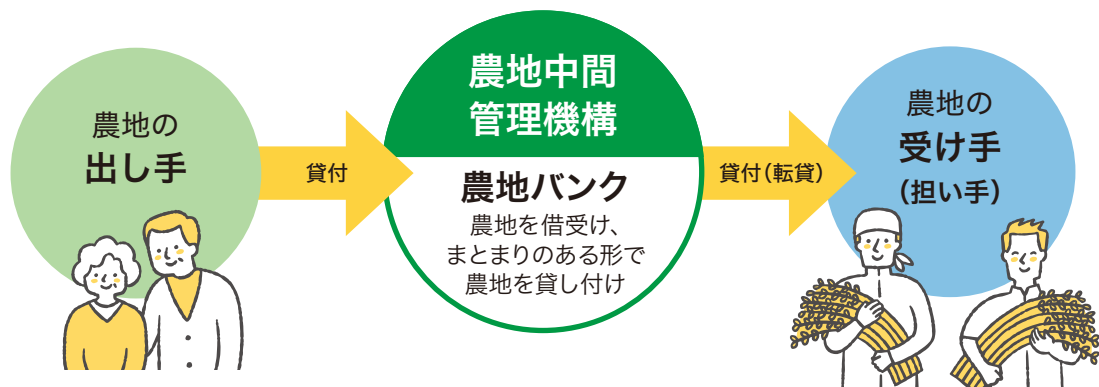 農地の
出し手
貸付
農地中間
管理機構
農地バンク
農地を借受け、
まとまりのある形で
農地を貸し付け
貸付（転貸）
農地の
受け手
（担い手）